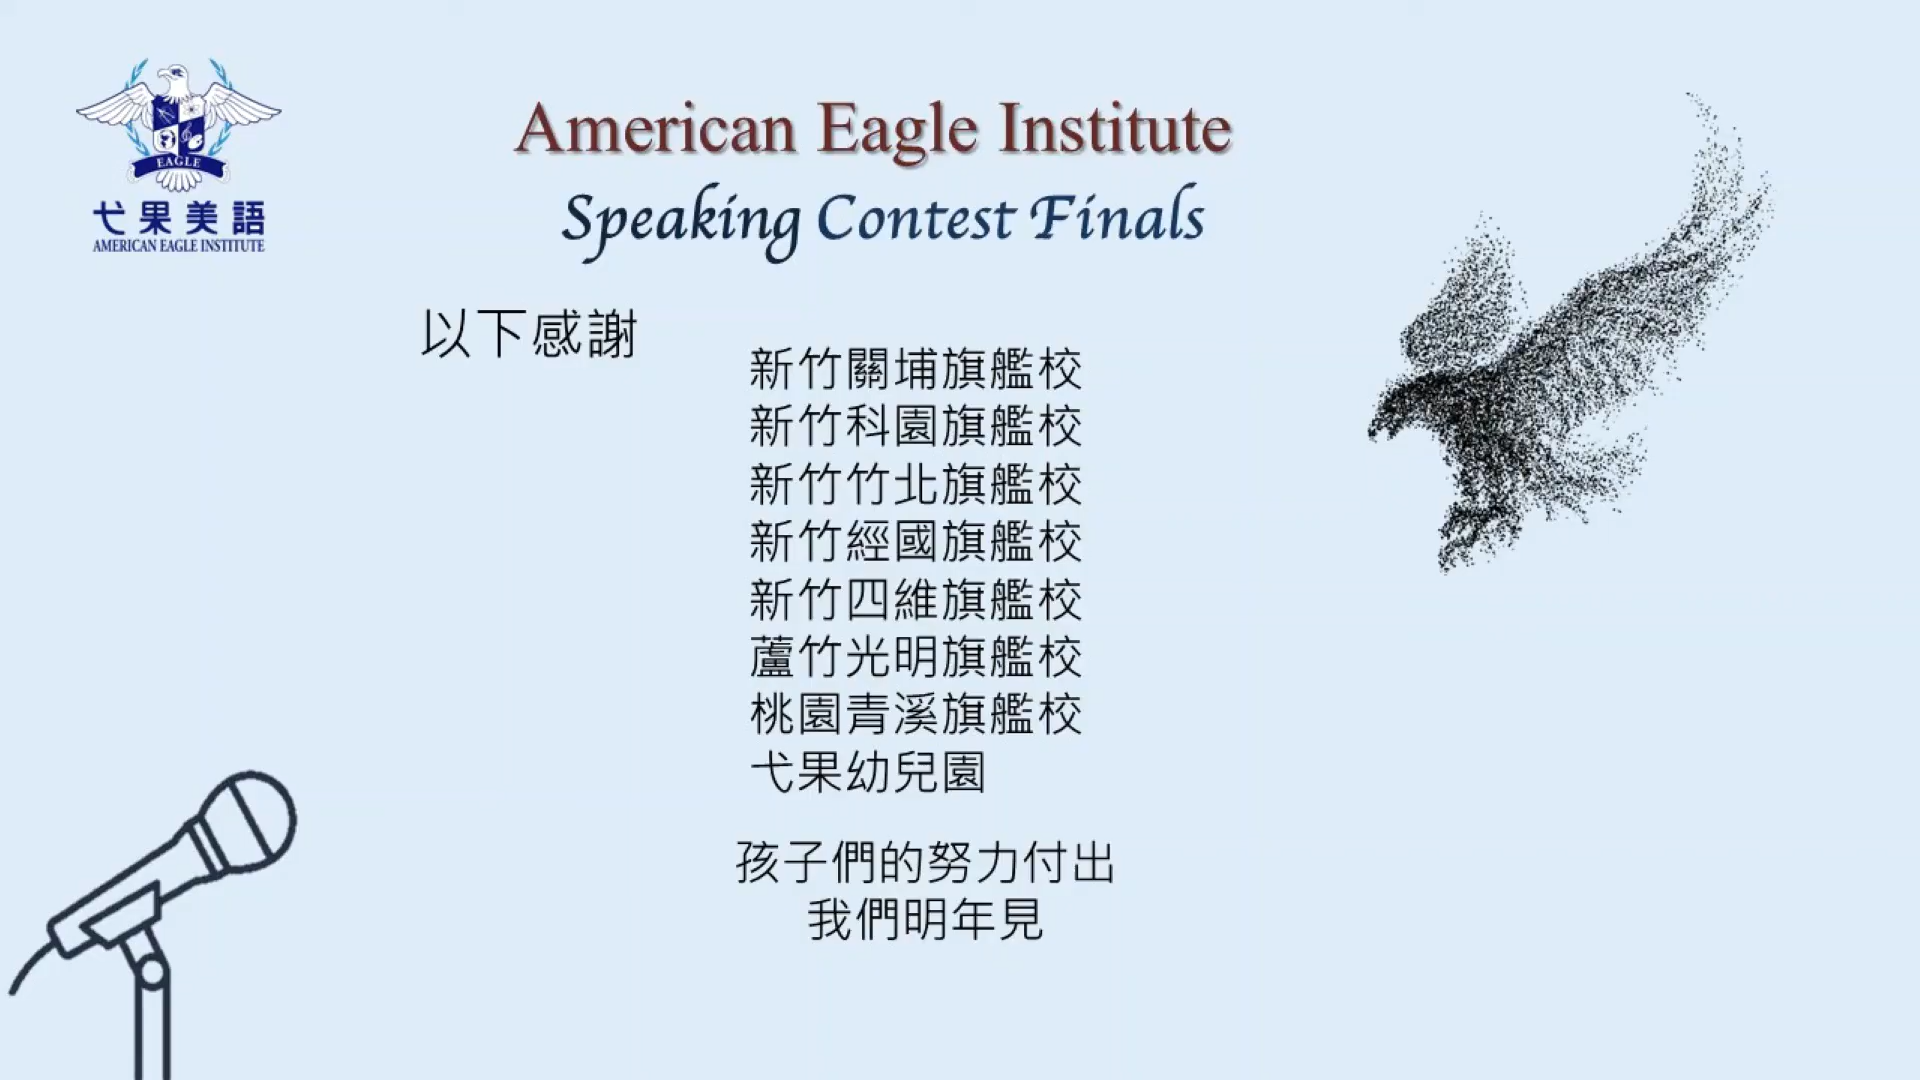 EAGLE
弋果美語
AMERICAN EAGLE INSTITUTE
American Eagle Institute
Speaking Contest Finals
以下感謝
新竹關埔旗艦校
新竹科園旗艦校
新竹竹北旗艦校
新竹經國旗艦校
新竹四維旗艦校
蘆竹光明旗艦校
桃園青溪旗艦校
弋果幼兒園
孩子們的努力付出
我們明年見